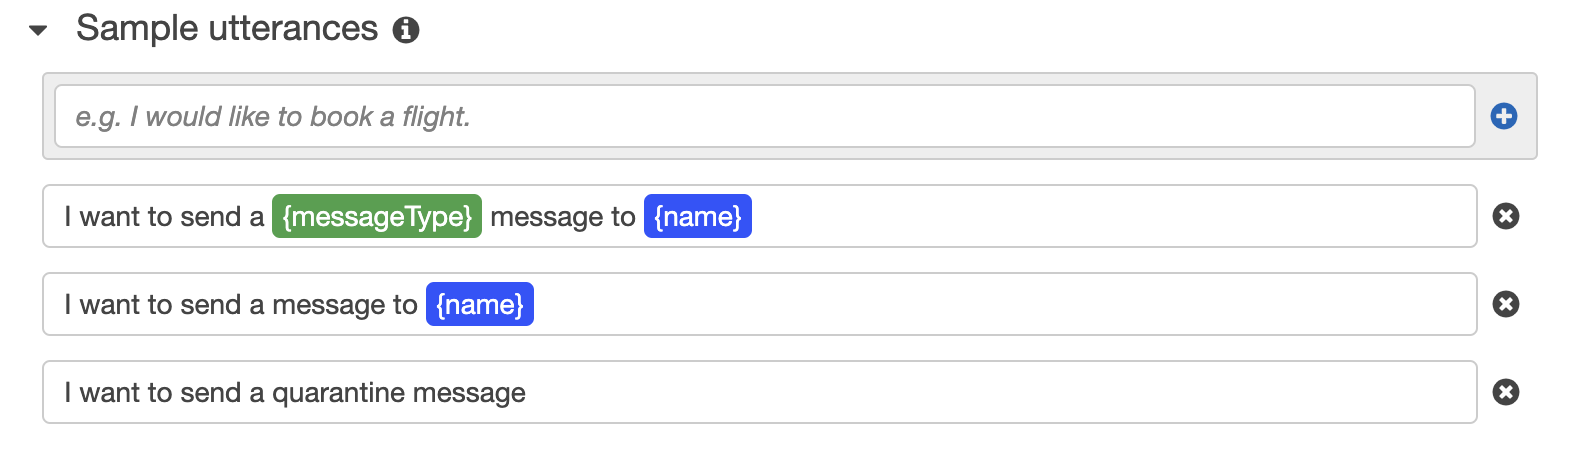 Sample utterances
e.g. I would like to book a flight.
I want to send a {messageType} message to {name}
I want to send a message to {name}
I want to send a quarantine message